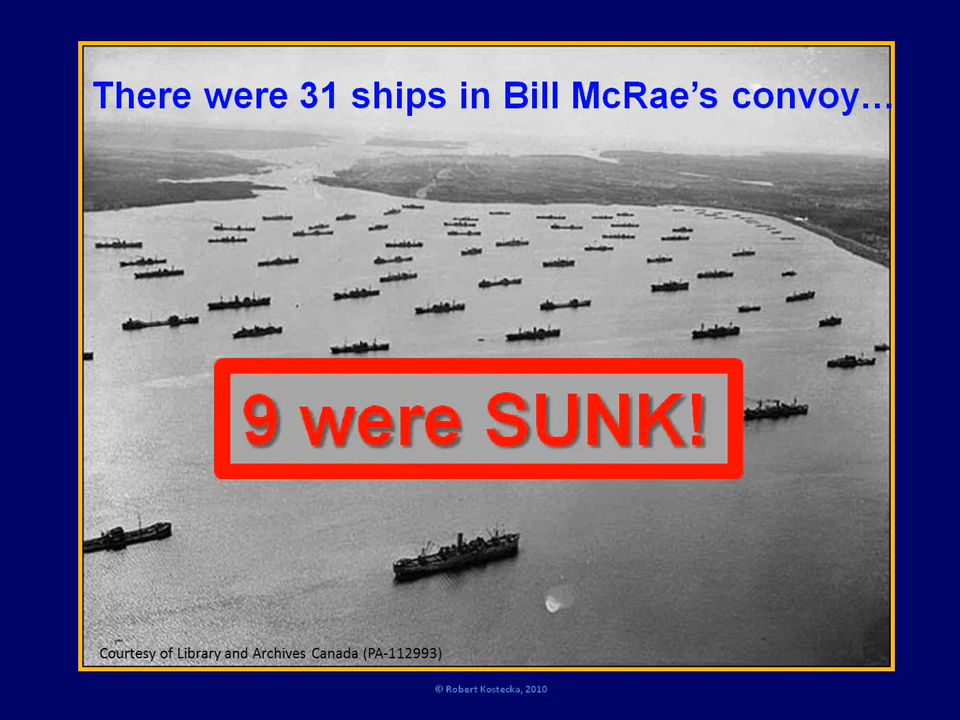 There were 31 ships in Bill McRae's convoy…
9 were SUNK!
Courtesy of Library and Archives Canada (PA-112993)
© Robert Kostecka, 2010